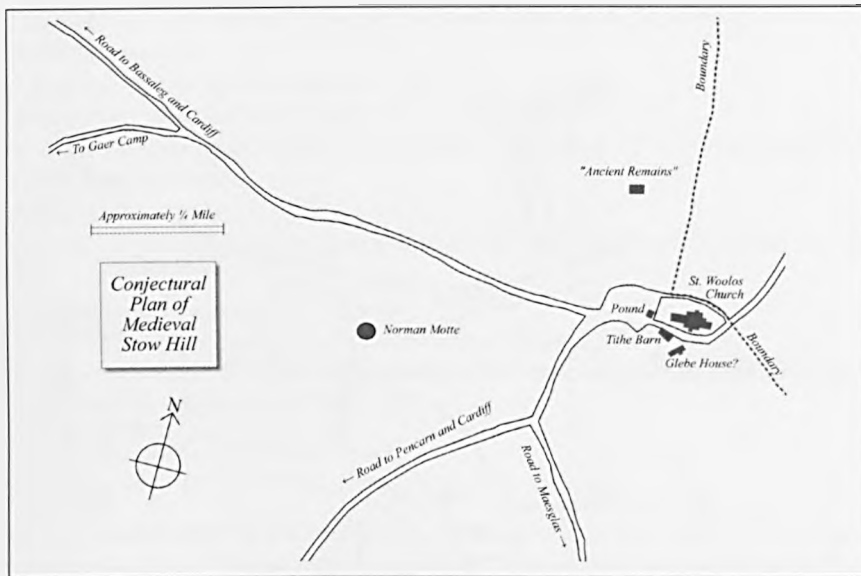 ← Road to Bassaleg and Cardiff
← To Gaer Camp
Boundary
"Ancient Remains"
Approximately ¼ Mile
Conjectural
Plan of
Medieval
Stow Hill
St. Woolos
Church
Pound
Norman Motte
Tithe Barn
Glebe House?
Boundary
N
← Road to Pencarn and Cardiff
Road to Maesglas →